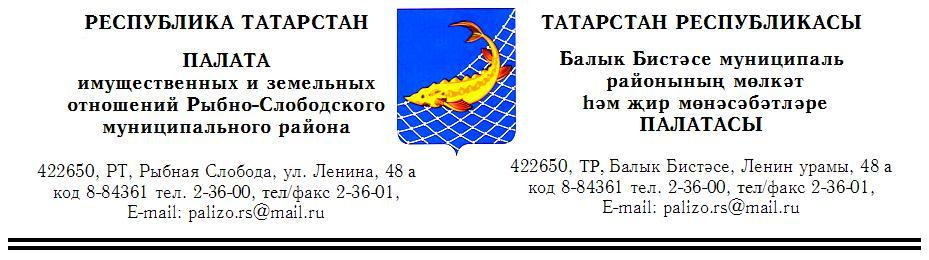 РЕСПУБЛИКА ТАТАРСТАН
ПАЛАТА
имущественных и земельных
отношений Рыбно-Слободского
муниципального района
422650, РТ, Рыбная Слобода, ул. Ленина, 48 а
код 8-84361 тел. 2-36-00, тел/факс 2-36-01,
E-mail: palizo.rs@mail.ru
ТАТАРСТАН РЕСПУБЛИКАСЫ
Балык Бистәсе муниципаль
районының мөлкәт
һәм җир мөнәсәбәтләре
ПАЛАТАСЫ
422650, ТР, Балык Бистәсе, Ленин урамы, 48 а
код 8-84361 тел. 2-36-00, тел/факс 2-36-01,
E-mail: palizo.rs@mail.ru